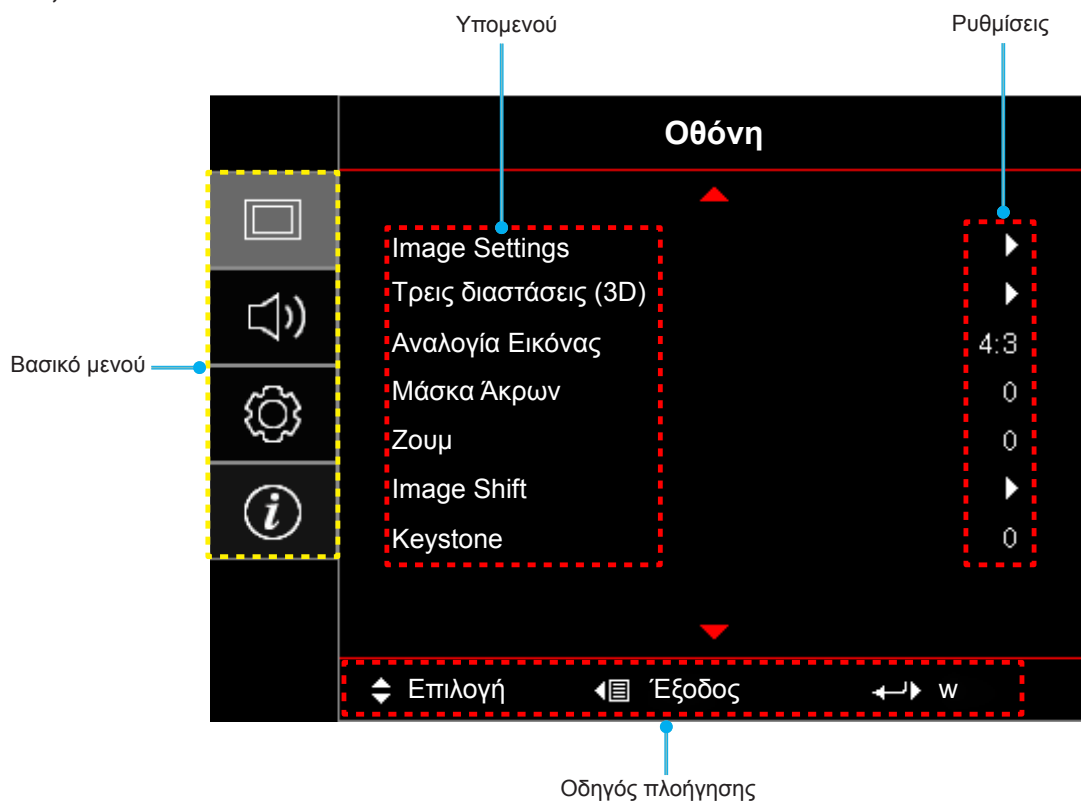 Υπομενού
Ρυθμίσεις
Οθόνη
Image Settings
Τρεις διαστάσεις (3D)
Αναλογία Εικόνας 4:3
Μάσκα Άκρων 0
Ζουμ 0
Image Shift
Keystone 0
Βασικό μενού
Επιλογή Έξοδος w
Οδηγός πλοήγησης